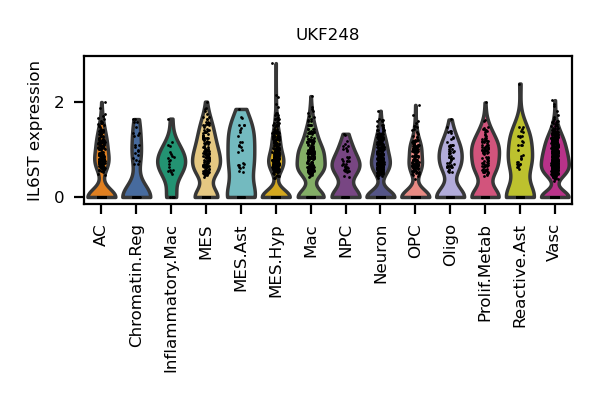 UKF248
IL6ST expression
2
0
AC
Chromatin.Reg
Inflammatory.Mac
MES
MES.Ast
MES.Hyp
Mac
NPC
Neuron
OPC
Oligo
Prolif.Metab
Reactive.Ast
Vasc